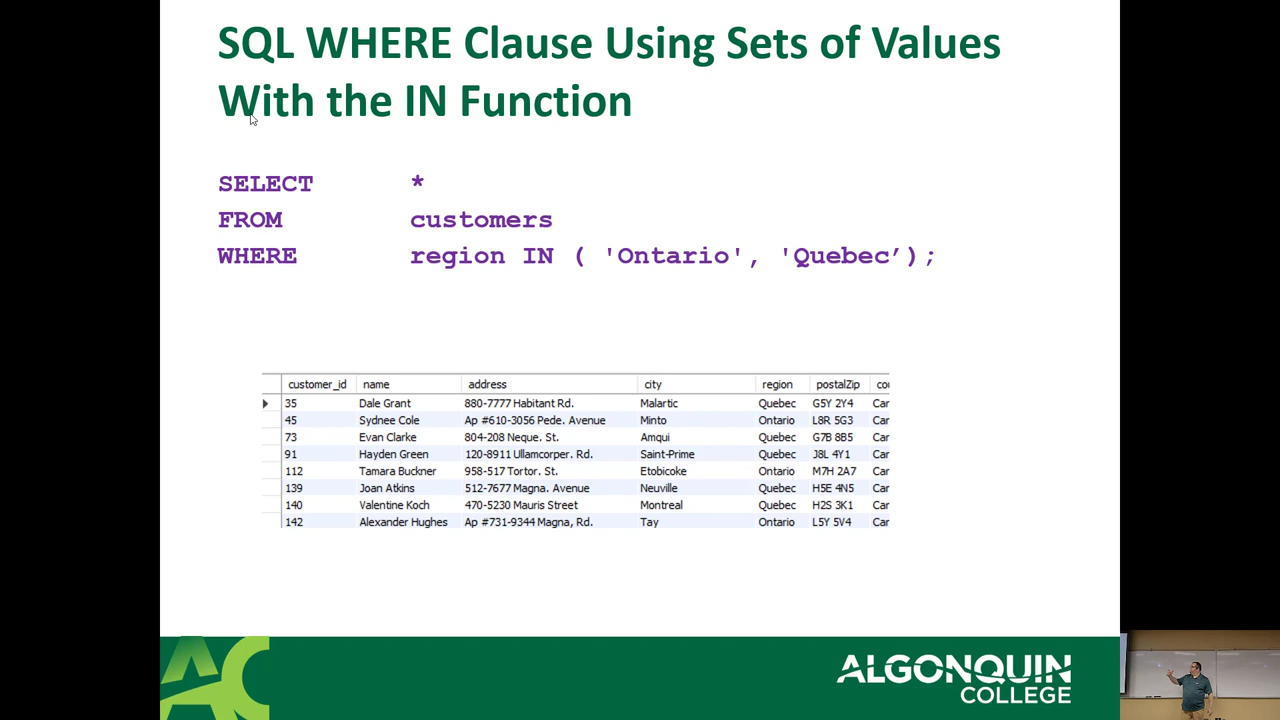 SQL WHERE Clause Using Sets of Values
With the IN Function
SELECT *
FROM customers
WHERE region IN ( 'Ontario', 'Quebec’);
customer_id name address city region postalZip cou
35 Dale Grant 880-7777 Habitant Rd. Malartic Quebec G5Y 2Y4 Car
45 Sydnee Cole Ap #610-3056 Pede. Avenue Minto Ontario L8R 5G3 Car
73 Evan Clarke 804-208 Neque. St. Amqui Quebec G7B 8B5 Car
91 Hayden Green 120-8911 Ullamcorper. Rd. Saint-Prime Quebec J8L 4Y1 Car
112 Tamara Buckner 958-517 Tortor. St. Etobicoke Ontario M7H 2A7 Car
139 Joan Atkins 512-7677 Magna. Avenue Neuville Quebec H5E 4N5 Car
140 Valentine Koch 470-5230 Mauris Street Montreal Quebec H2S 3K1 Car
142 Alexander Hughes Ap #731-9344 Magna, Rd. Tay Ontario L5Y 5V4 Car
AC
ALGONQUIN
COLLEGE